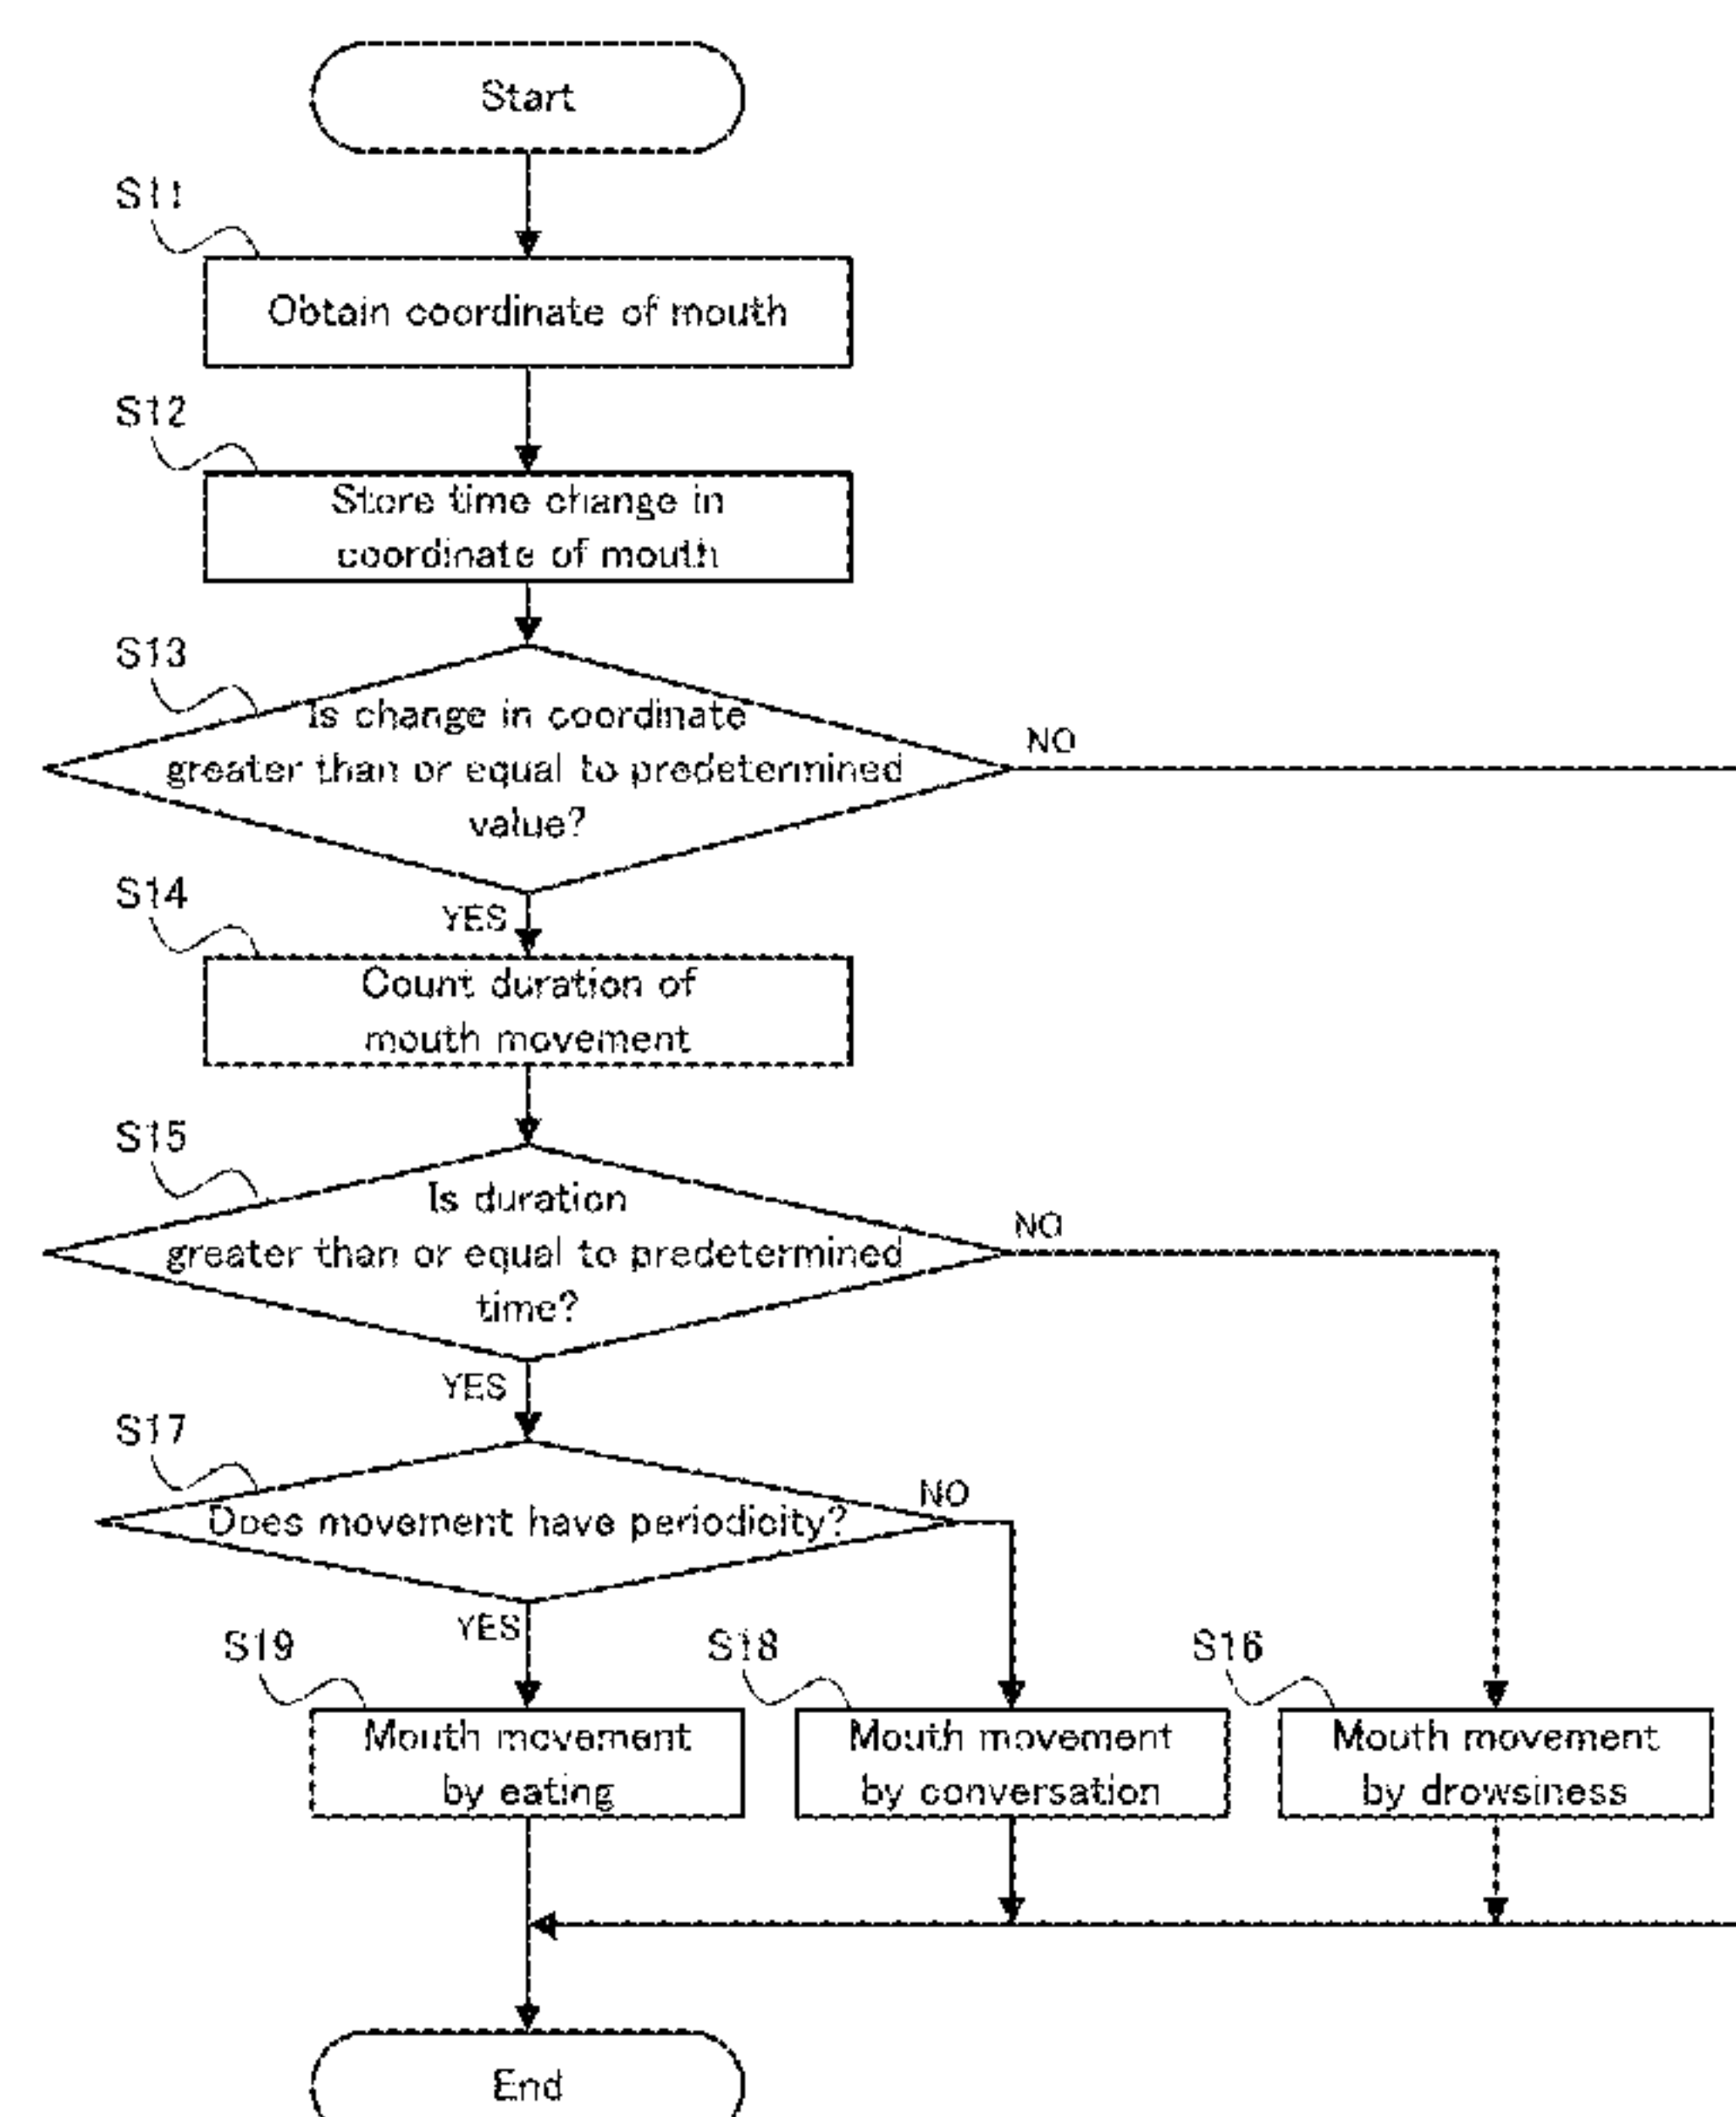 Start
S11
Obtain coordinate of mouth
S12
Store time change in
coordinate of mouth
S13
Is change in coordinate
greater than or equal to predetermined
value?
NO
YES
S14
Count duration of
mouth movement
S15
Is duration
greater than or equal to predetermined
time?
NO
YES
S17
Does movement have periodicity?
NO
YES
S19
Mouth movement
by eating
S18
Mouth movement
by conversation
S16
Mouth movement
by drowsiness
End